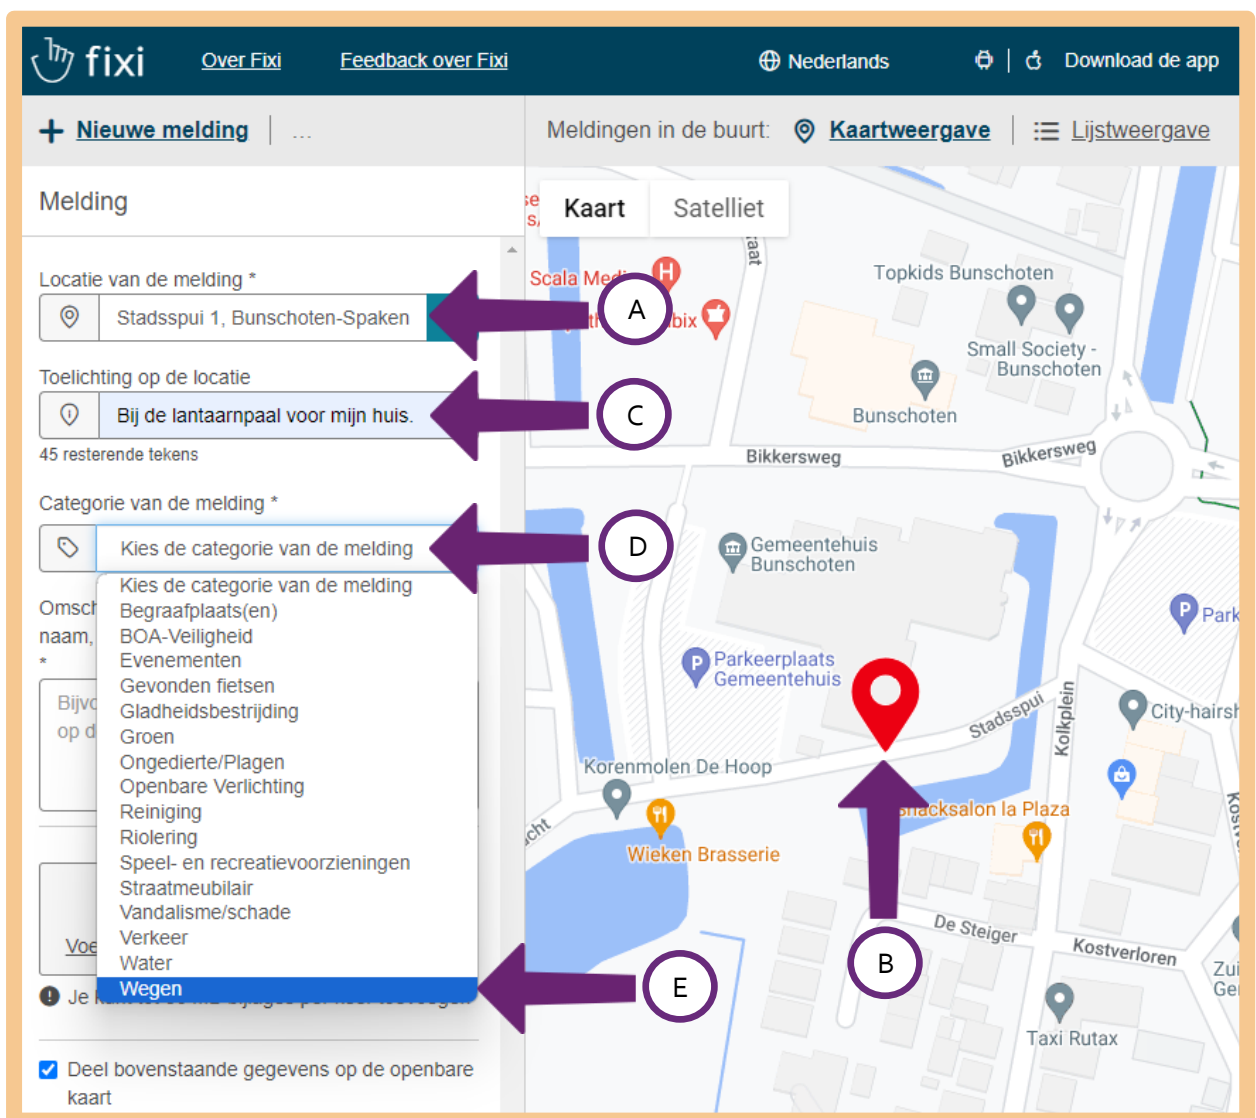 fixi
Over Fixi
Feedback over Fixi
Nederlands
Download de app
Nieuwe melding
...
Meldingen in de buurt:
Kaartweergave
Lijstweergave
Melding
Locatie van de melding *
Stadsspui 1, Bunschoten-Spaken
A
Toelichting op de locatie
Bij de lantaarnpaal voor mijn huis.
C
45 resterende tekens
Categorie van de melding *
Kies de categorie van de melding
D
Kies de categorie van de melding
Begraafplaats(en)
BOA-Veiligheid
Evenementen
Gevonden fietsen
Gladheidsbestrijding
Groen
Ongedierte/Plagen
Openbare Verlichting
Reiniging
Riolering
Speel- en recreatievoorzieningen
Straatmeubilair
Vandalisme/schade
Verkeer
Water
Wegen
E
naam,
*
Je
Deel bovenstaande gegevens op de openbare
kaart
Kaart
Satelliet
Scala
H
Topkids Bunschoten
Small Society -
Bunschoten
Bunschoten
Bikkersweg
Bikkersweg
Gemeentehuis
Bunschoten
P
P
Parkeerplaats
Gemeentehuis
Stadsspui
Kolkplein
Korenmolen De Hoop
la Plaza
Wieken Brasserie
B
De Steiger
Kostverloren
Taxi Rutax